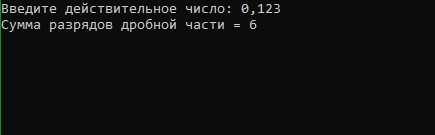 Введите действительное число: 0,123
Сумма разрядов дробной части = 6